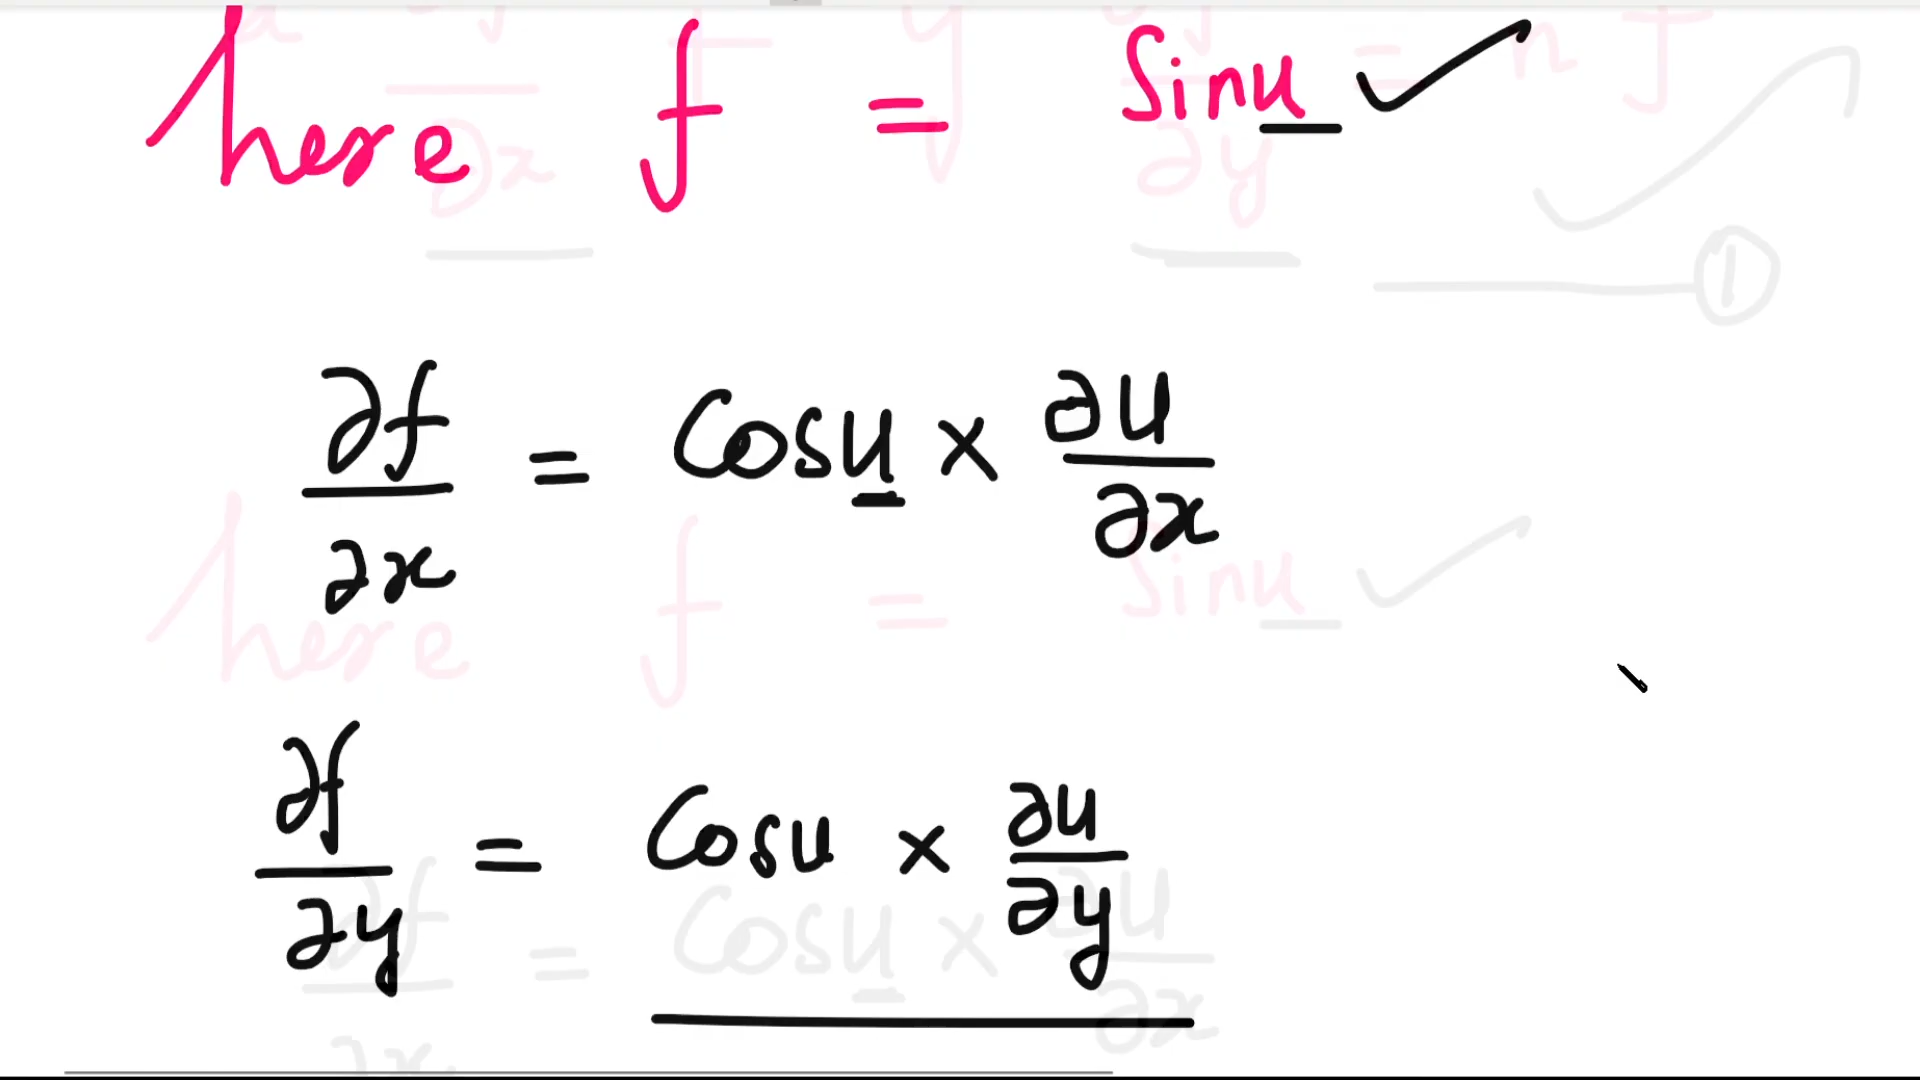 here f = Sinu ✓
∂f/∂x = Cosu × ∂u/∂x
∂f/∂y = Cosu × ∂u/∂y